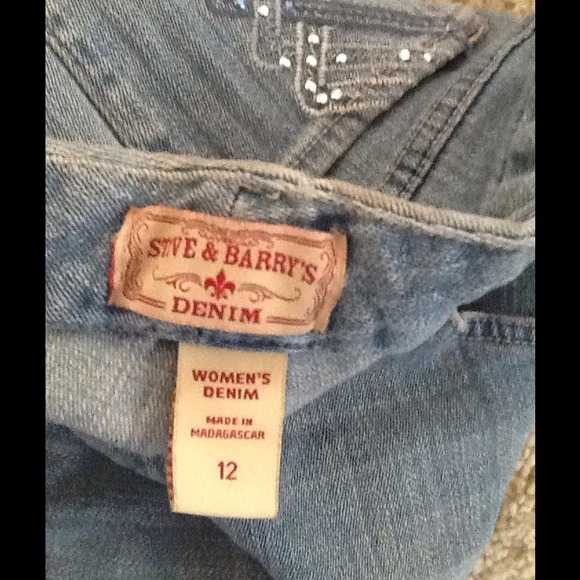 STEVE & BARRY'S
DENIM
WOMEN'S
DENIM
MADE IN
MADAGASCAR
12